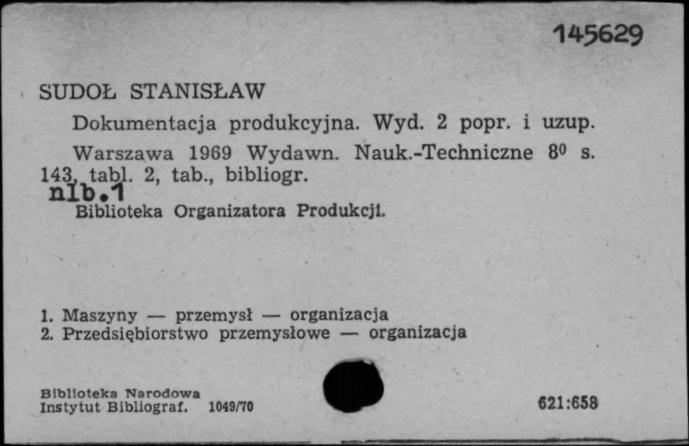 145629
SUDOŁ STANISŁAW
Dokumentacja produkcyjna. Wyd. 2 popr. i uzup.
Warszawa 1969 Wydawn. Nauk.-Techniczne 8⁰ s.
143, tabl. 2, tab., bibliogr.
nlb.1
Biblioteka Organizatora Produkcji.
1. Maszyny — przemysł — organizacja
2. Przedsiębiorstwo przemysłowe — organizacja
Biblioteka Narodowa
Instytut Bibliograf. 1049/70
621:658